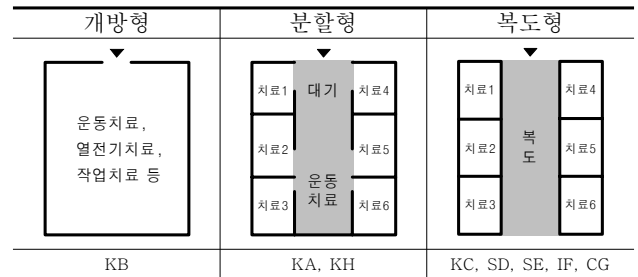 개방형 분할형 복도형
운동치료,
열전기치료,
작업치료 등
치료1 대기 치료4
치료2 치료5
운동
치료3 치료 치료6
치료1 치료4
복
치료2 치료5
도
치료3 치료6
KB KA, KH KC, SD, SE, IF, CG